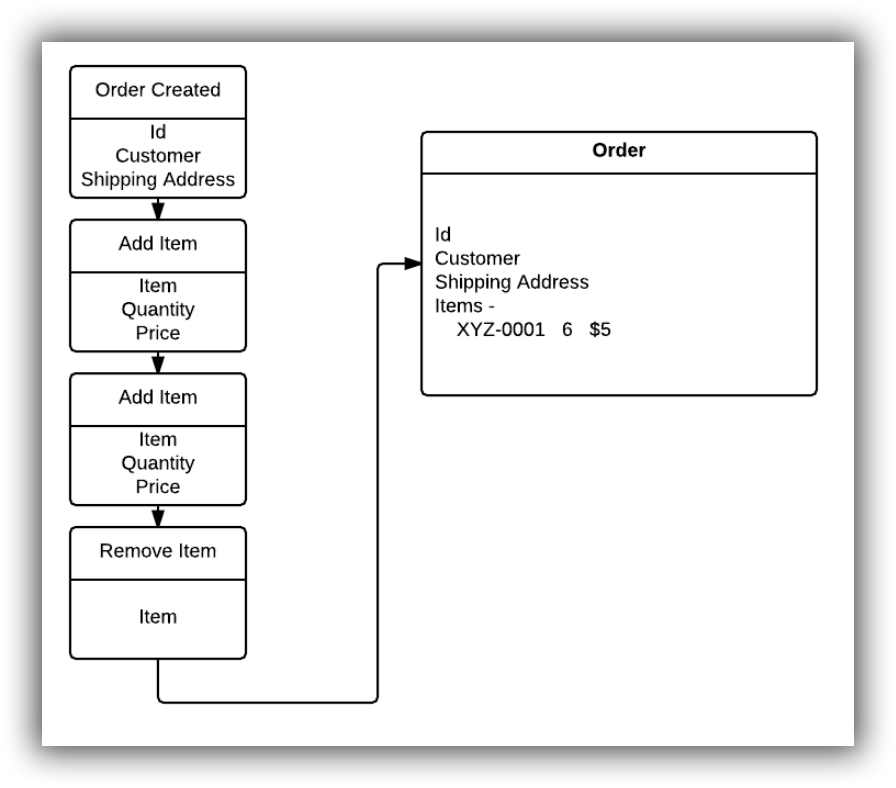 Order Created
Id
Customer
Shipping Address
Add Item
Item
Quantity
Price
Add Item
Item
Quantity
Price
Remove Item
Item
Order
Id
Customer
Shipping Address
Items -
XYZ-0001 6 $5